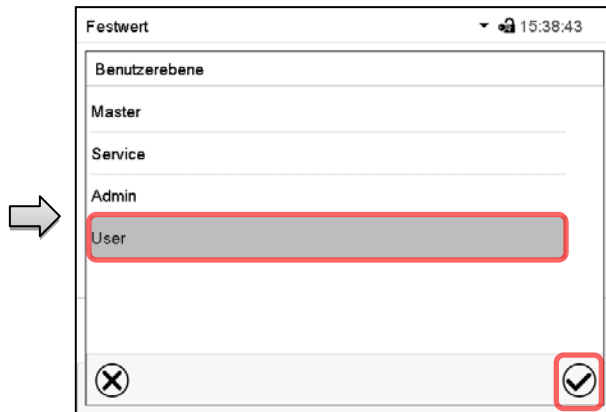 Festwert 15:38:43
Benutzerebene
Master
Service
Admin
User